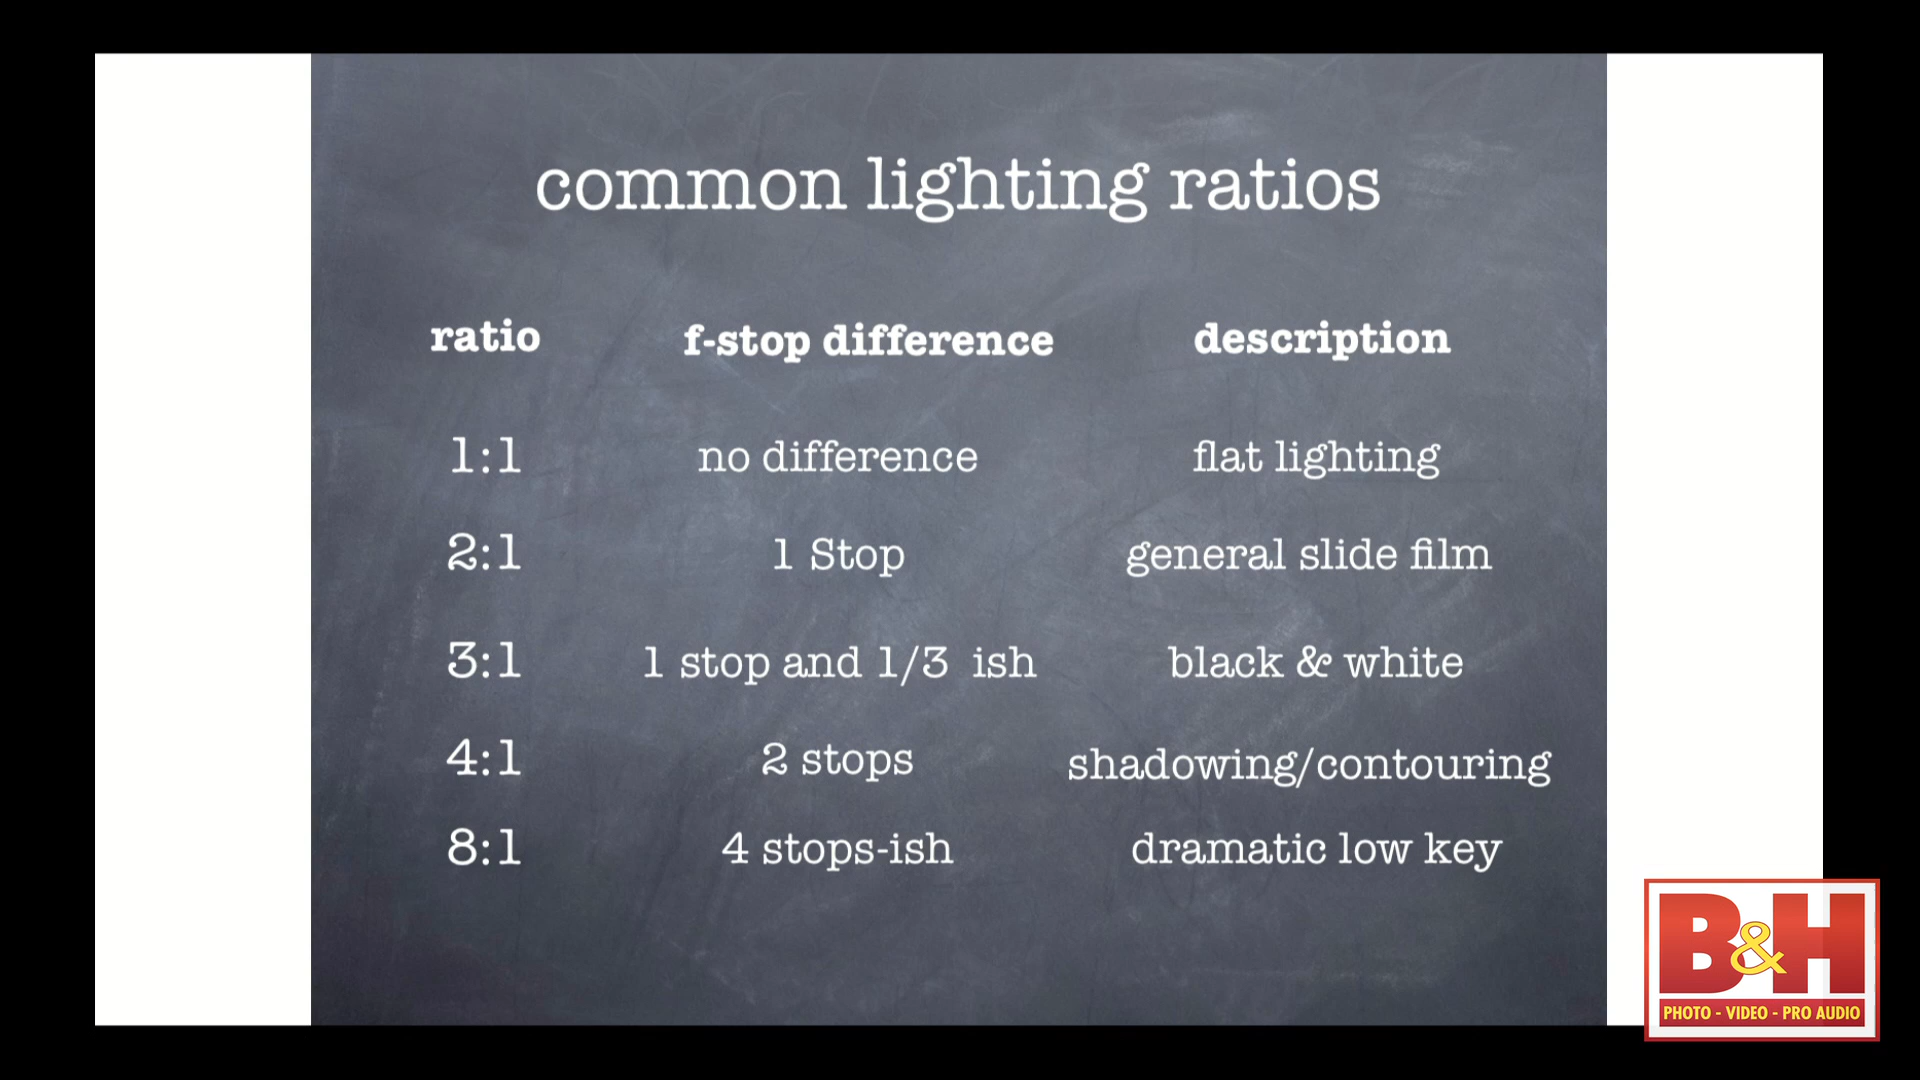 common lighting ratios
ratio f-stop difference description
1:1 no difference flat lighting
2:1 1 Stop general slide film
3:1 1 stop and 1/3 ish black & white
4:1 2 stops shadowing/contouring
8:1 4 stops-ish dramatic low key
B&H
PHOTO - VIDEO - PRO AUDIO